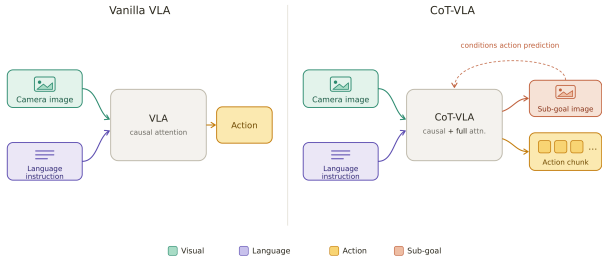 Vanilla VLA
Camera image
Language
instruction
VLA
causal attention
Action
CoT-VLA
conditions action prediction
Camera image
Language
instruction
CoT-VLA
causal + full attn.
Sub-goal image
...
Action chunk
Visual
Language
Action
Sub-goal